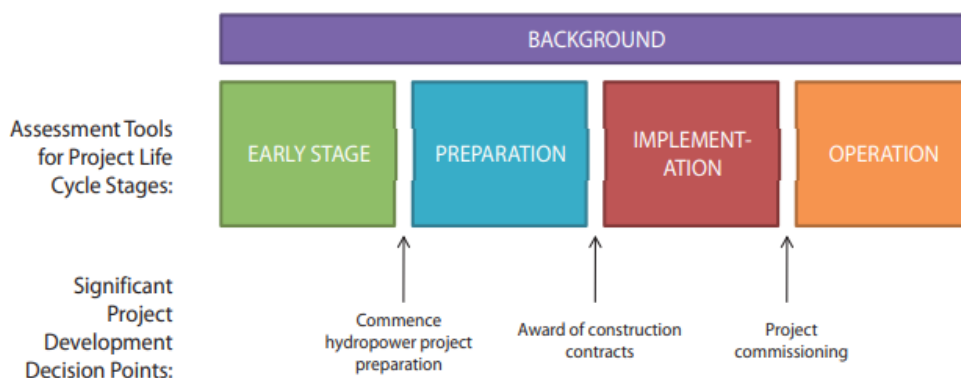 BACKGROUND
Assessment Tools
for Project Life
Cycle Stages:
EARLY STAGE
PREPARATION
IMPLEMENT-
ATION
OPERATION
Significant
Project
Development
Decision Points:
Commence
hydropower project
preparation
Award of construction
contracts
Project
commissioning